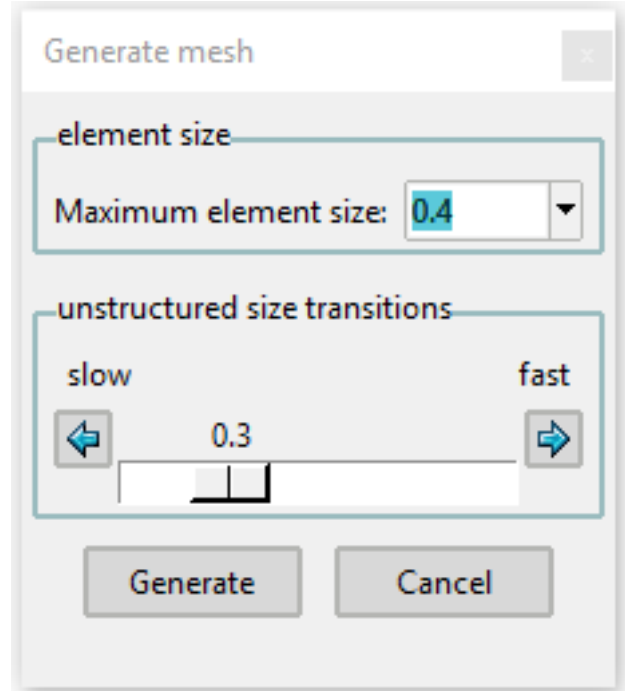 Generate mesh x
element size
Maximum element size: 0.4
unstructured size transitions
slow fast
0.3
Generate Cancel